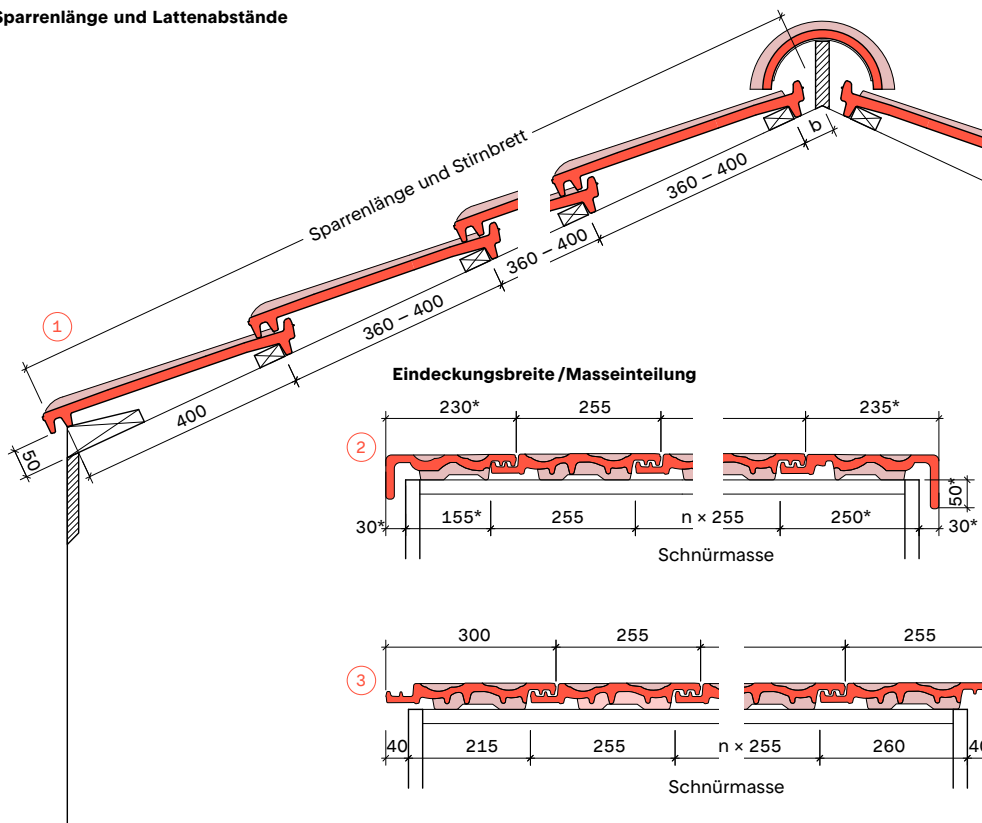 Sparrenlänge und Lattenabstände
Sparrenlänge und Stirnbrett
b
360 – 400
360 – 400
360 – 400
400
50
1
Eindeckungsbreite/Masseinteilung
230* 255 235*
2
50*
30* 155* 255 n × 255 250* 30*
Schnürmasse
300 255 255
3
40 215 255 n × 255 260 40
Schnürmasse